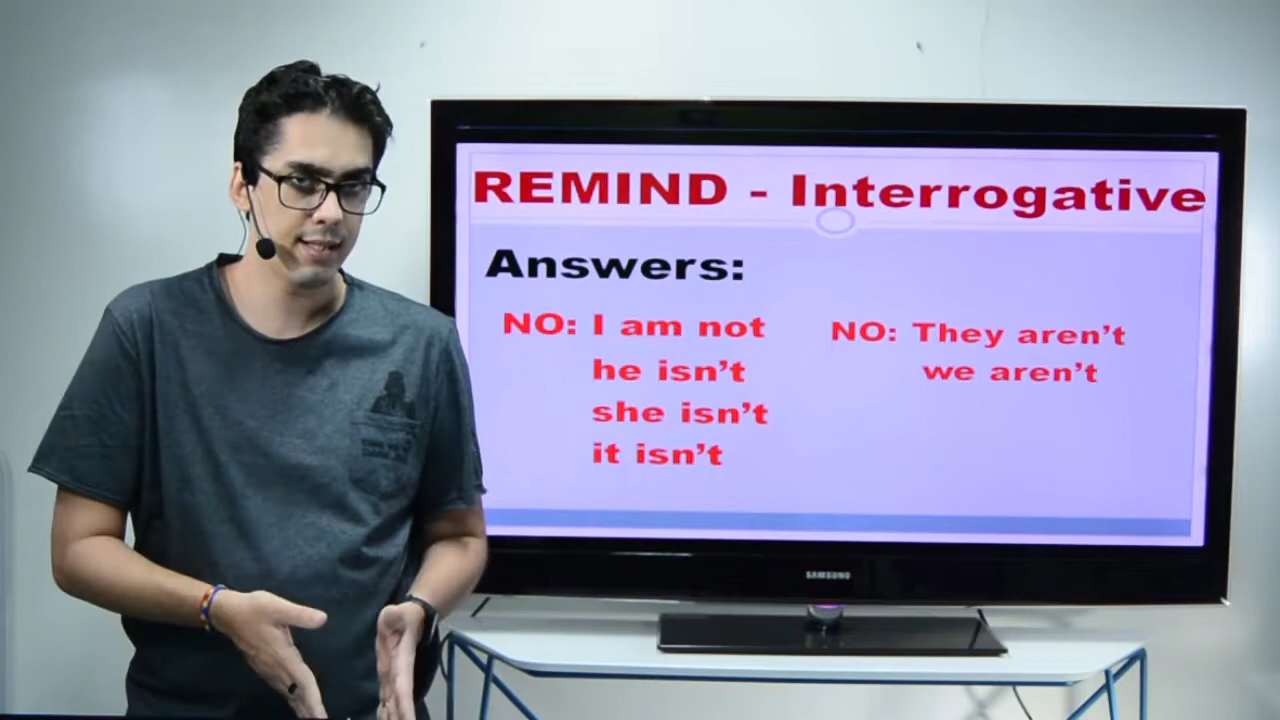 REMIND - Interrogative
Answers:
NO: I am not
he isn't
she isn't
it isn't
NO: They aren't
we aren't
SAMSUNG